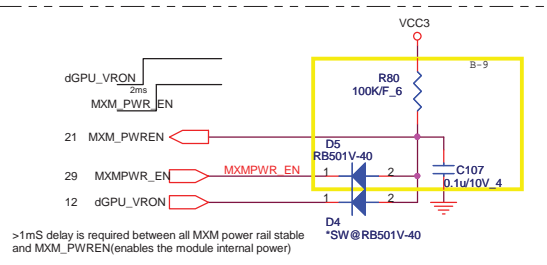 VCC3
B-9
dGPU_VRON
2ms
MXM_PWR_EN
R80
100K/F_6
21 MXM_PWREN
D5
RB501V-40
29 MXMPWR_EN MXMPWR_EN 1 2
C107
0.1u/10V_4
12 dGPU_VRON 1 2
D4
*SW@RB501V-40
>1mS delay is required between all MXM power rail stable
and MXM_PWREN(enables the module internal power)